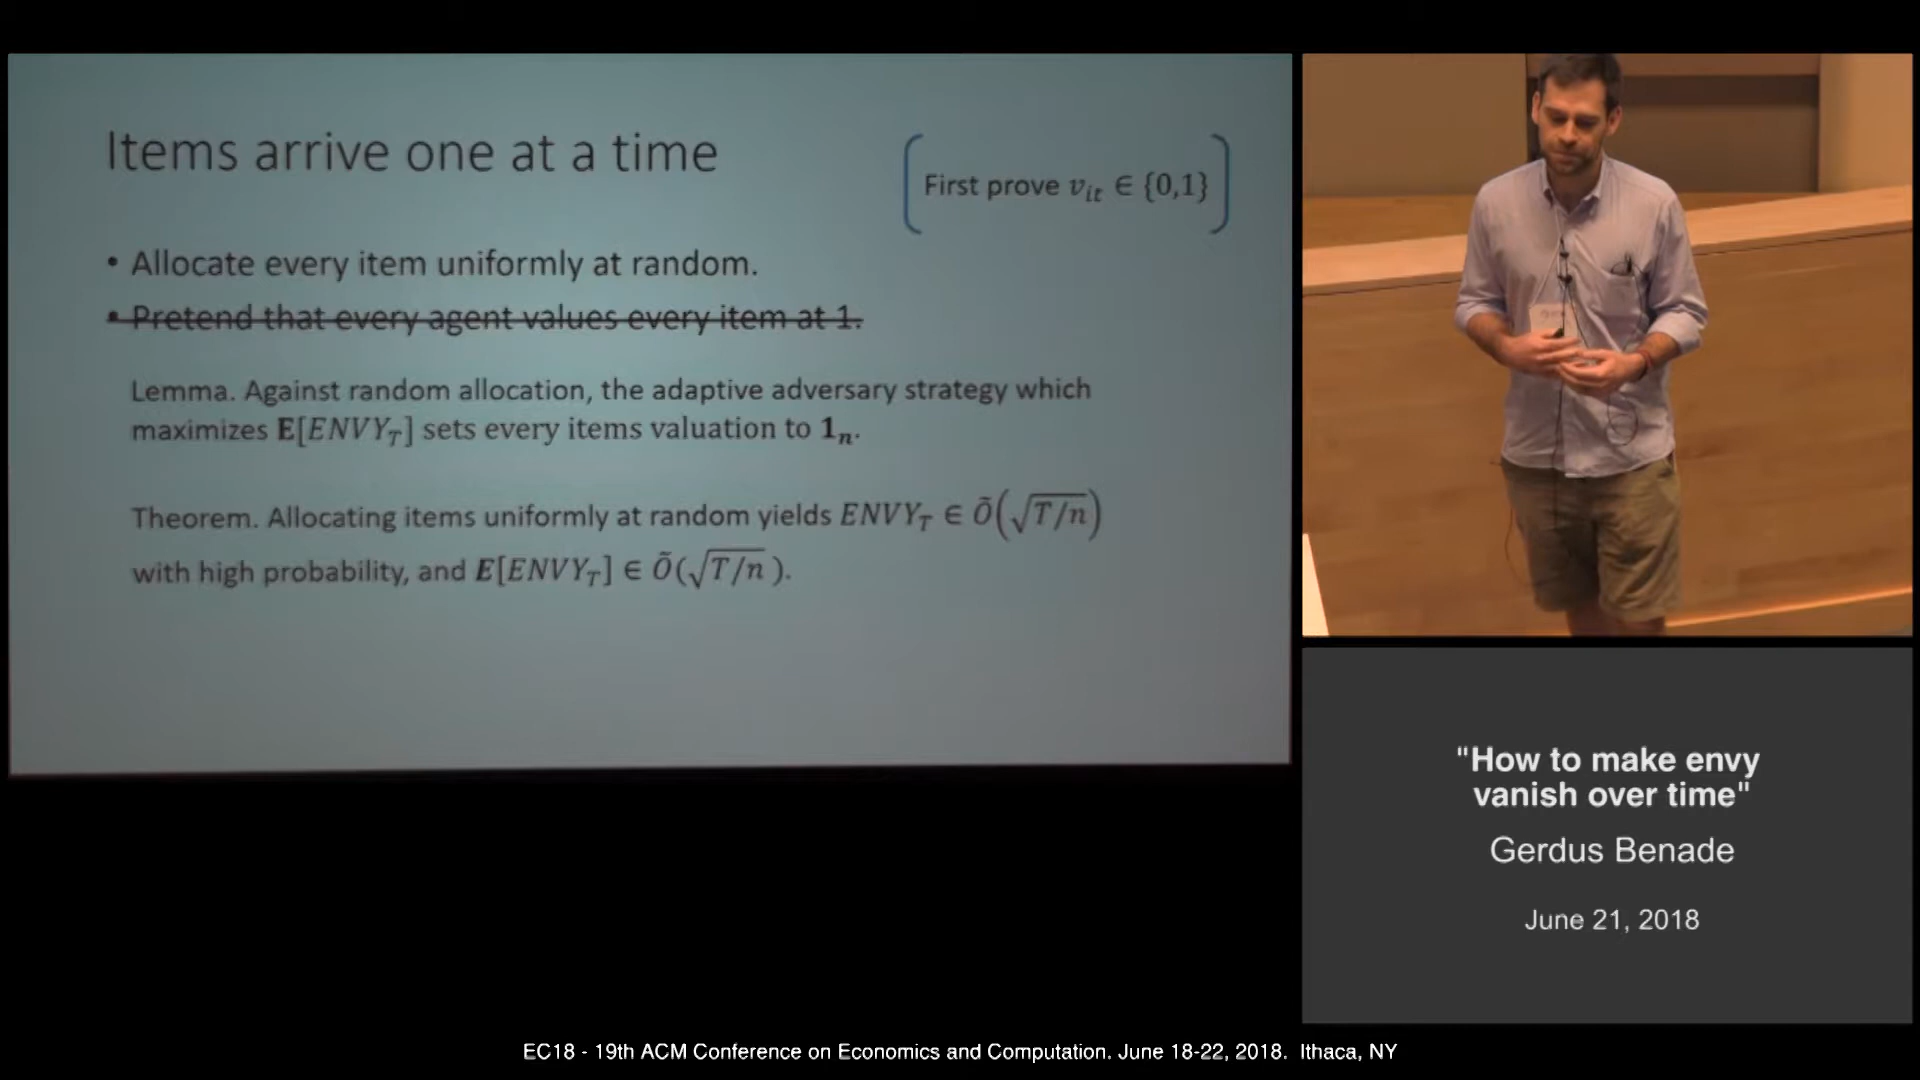 Items arrive one at a time
First prove v_{it} ∈ {0,1}
• Allocate every item uniformly at random.
• Pretend that every agent values every item at 1.
Lemma. Against random allocation, the adaptive adversary strategy which
maximizes E[ENVY_T] sets every items valuation to 1_n.
Theorem. Allocating items uniformly at random yields ENVY_T ∈ Õ(√T/n)
with high probability, and E[ENVY_T] ∈ Õ(√T/n ).
"How to make envy
vanish over time"
Gerdus Benade
June 21, 2018
EC18 - 19th ACM Conference on Economics and Computation. June 18-22, 2018. Ithaca, NY